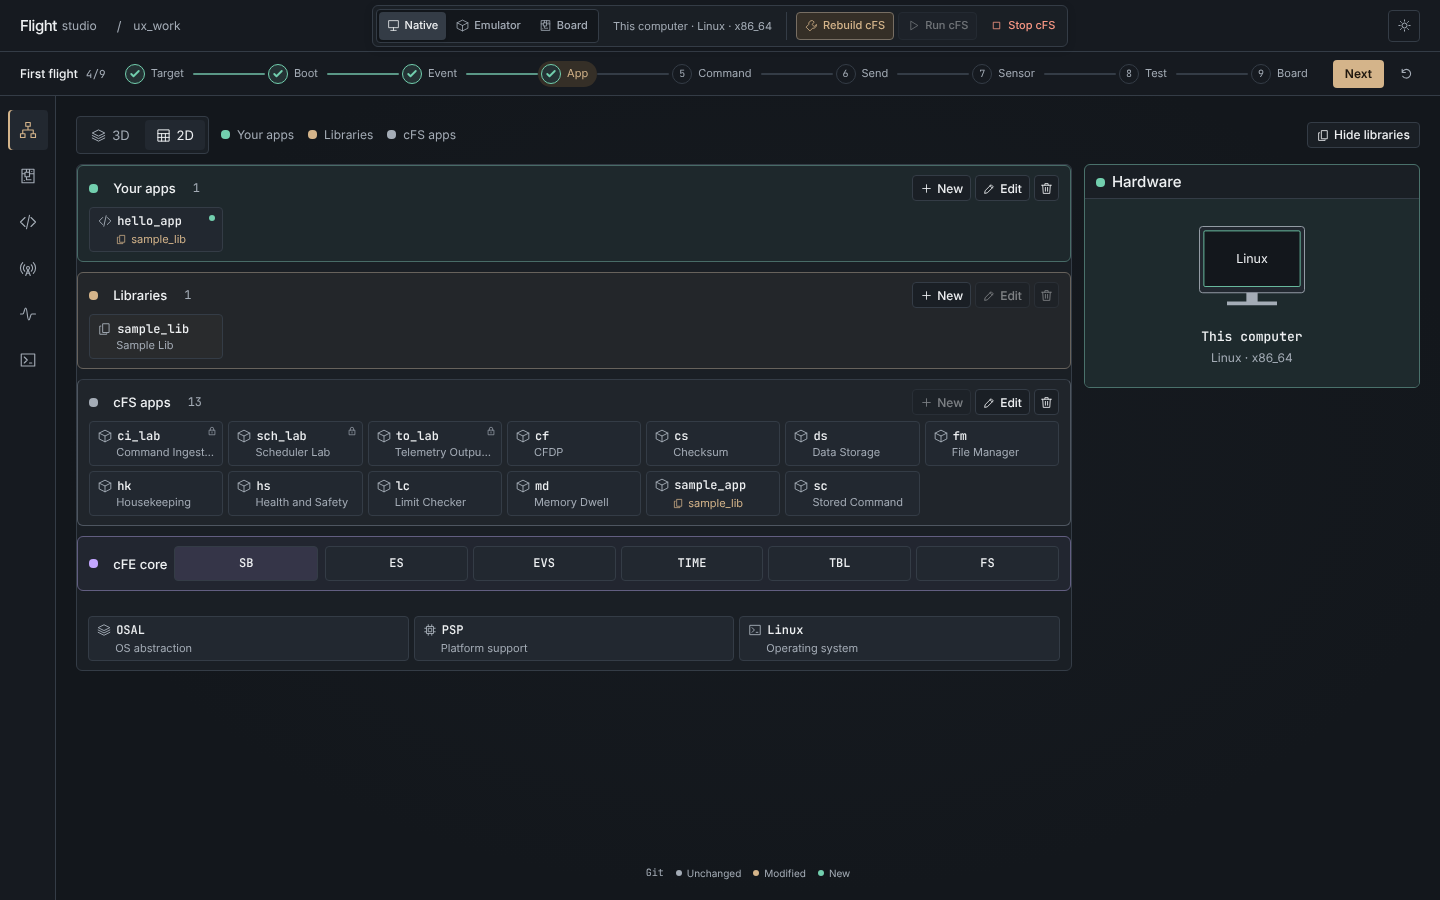 Flight studio / ux_work
Native Emulator Board This computer · Linux · x86_64 Rebuild cFS Run cFS Stop cFS
First flight 4/9 Target Boot Event App 5 Command 6 Send 7 Sensor 8 Test 9 Board Next
3D 2D Your apps Libraries cFS apps Hide libraries
Your apps 1 New Edit
hello_app
sample_lib
Libraries 1 New Edit
sample_lib
Sample Lib
cFS apps 13 New Edit
ci_lab sch_lab to_lab cf cs ds fm
Command Ingest... Scheduler Lab Telemetry Outpu... CFDP Checksum Data Storage File Manager
hk hs lc md sample_app sc
Housekeeping Health and Safety Limit Checker Memory Dwell sample_lib Stored Command
cFE core SB ES EVS TIME TBL FS
OSAL PSP Linux
OS abstraction Platform support Operating system
Hardware
Linux
This computer
Linux · x86_64
Git Unchanged Modified New